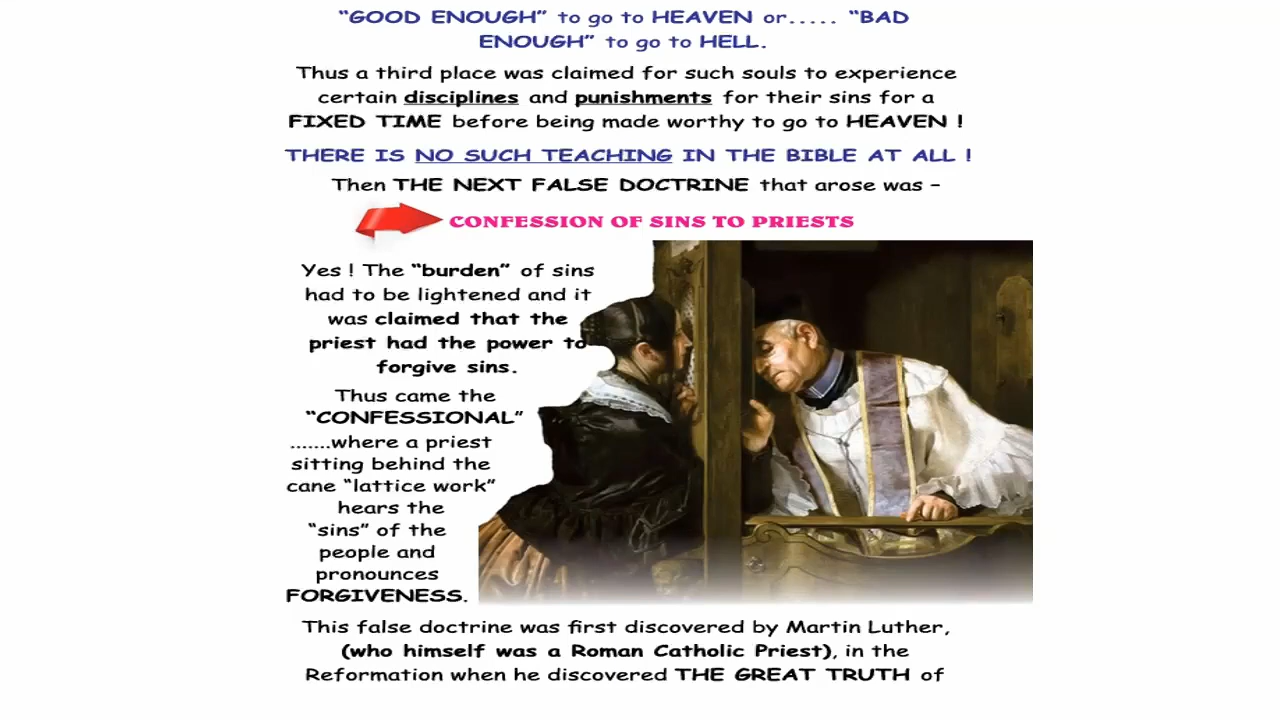 “GOOD ENOUGH” to go to HEAVEN or..... “BAD
ENOUGH” to go to HELL.
Thus a third place was claimed for such souls to experience
certain disciplines and punishments for their sins for a
FIXED TIME before being made worthy to go to HEAVEN !
THERE IS NO SUCH TEACHING IN THE BIBLE AT ALL !
Then THE NEXT FALSE DOCTRINE that arose was –
CONFESSION OF SINS TO PRIESTS
Yes ! The “burden” of sins
had to be lightened and it
was claimed that the
priest had the power to
forgive sins.
Thus came the
“CONFESSIONAL”
.......where a priest
sitting behind the
cane “lattice work”
hears the
“sins” of the
people and
pronounces
FORGIVENESS.
This false doctrine was first discovered by Martin Luther,
(who himself was a Roman Catholic Priest), in the
Reformation when he discovered THE GREAT TRUTH of